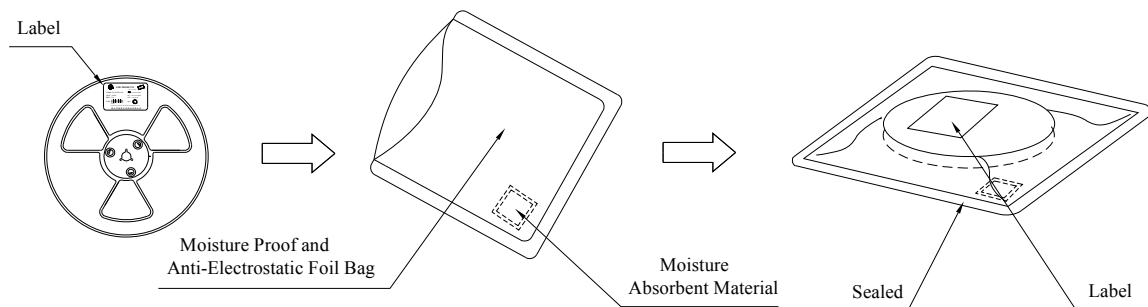 Label
Moisture Proof and
Anti-Electrostatic Foil Bag
Moisture
Absorbent Material
Sealed
Label